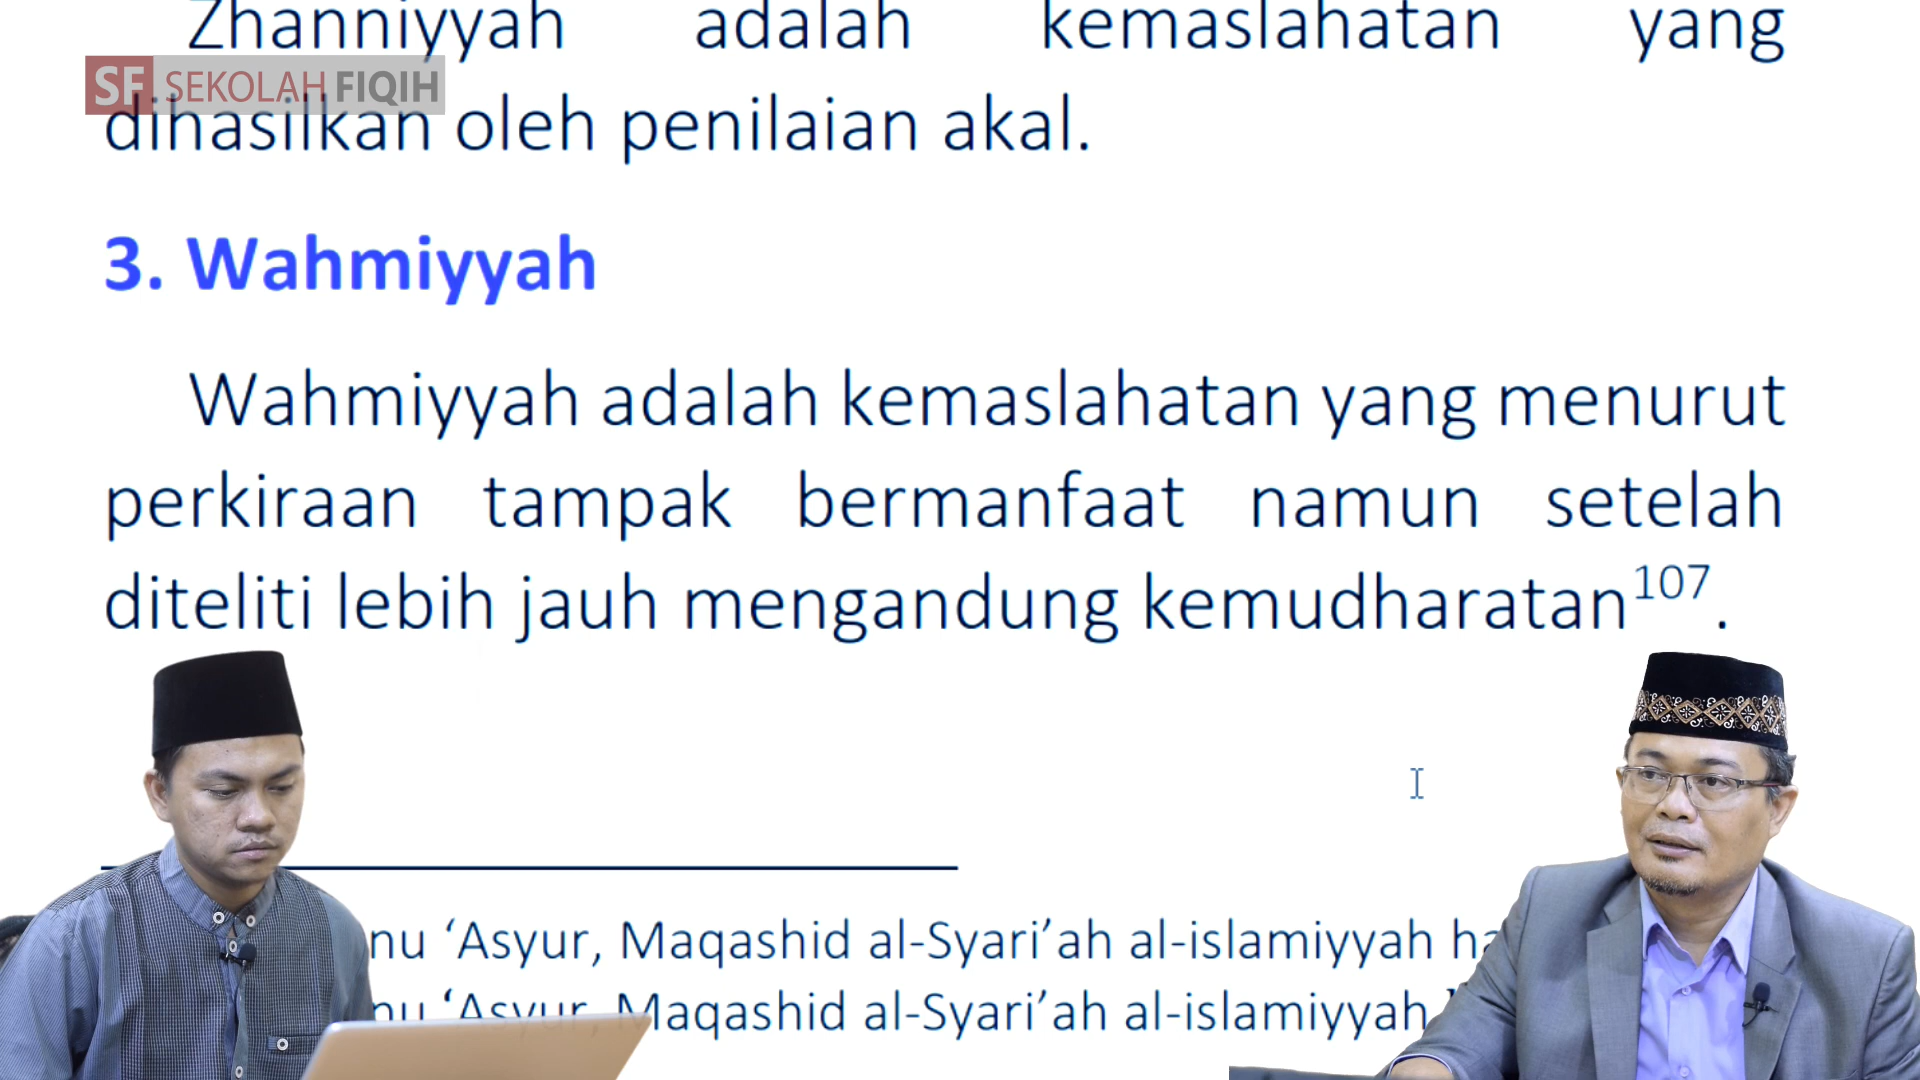 Zhanniyyah adalah kemaslahatan yang
SF SEKOLAH FIQIH
dihasilkan oleh penilaian akal.
3. Wahmiyyah
Wahmiyyah adalah kemaslahatan yang menurut
perkiraan tampak bermanfaat namun setelah
diteliti lebih jauh mengandung kemudharatan107.
nu ‘Asyur, Maqashid al-Syari’ah al-islamiyyah
nu ‘Asyur, Maqashid al-Syari’ah al-islamiyyah